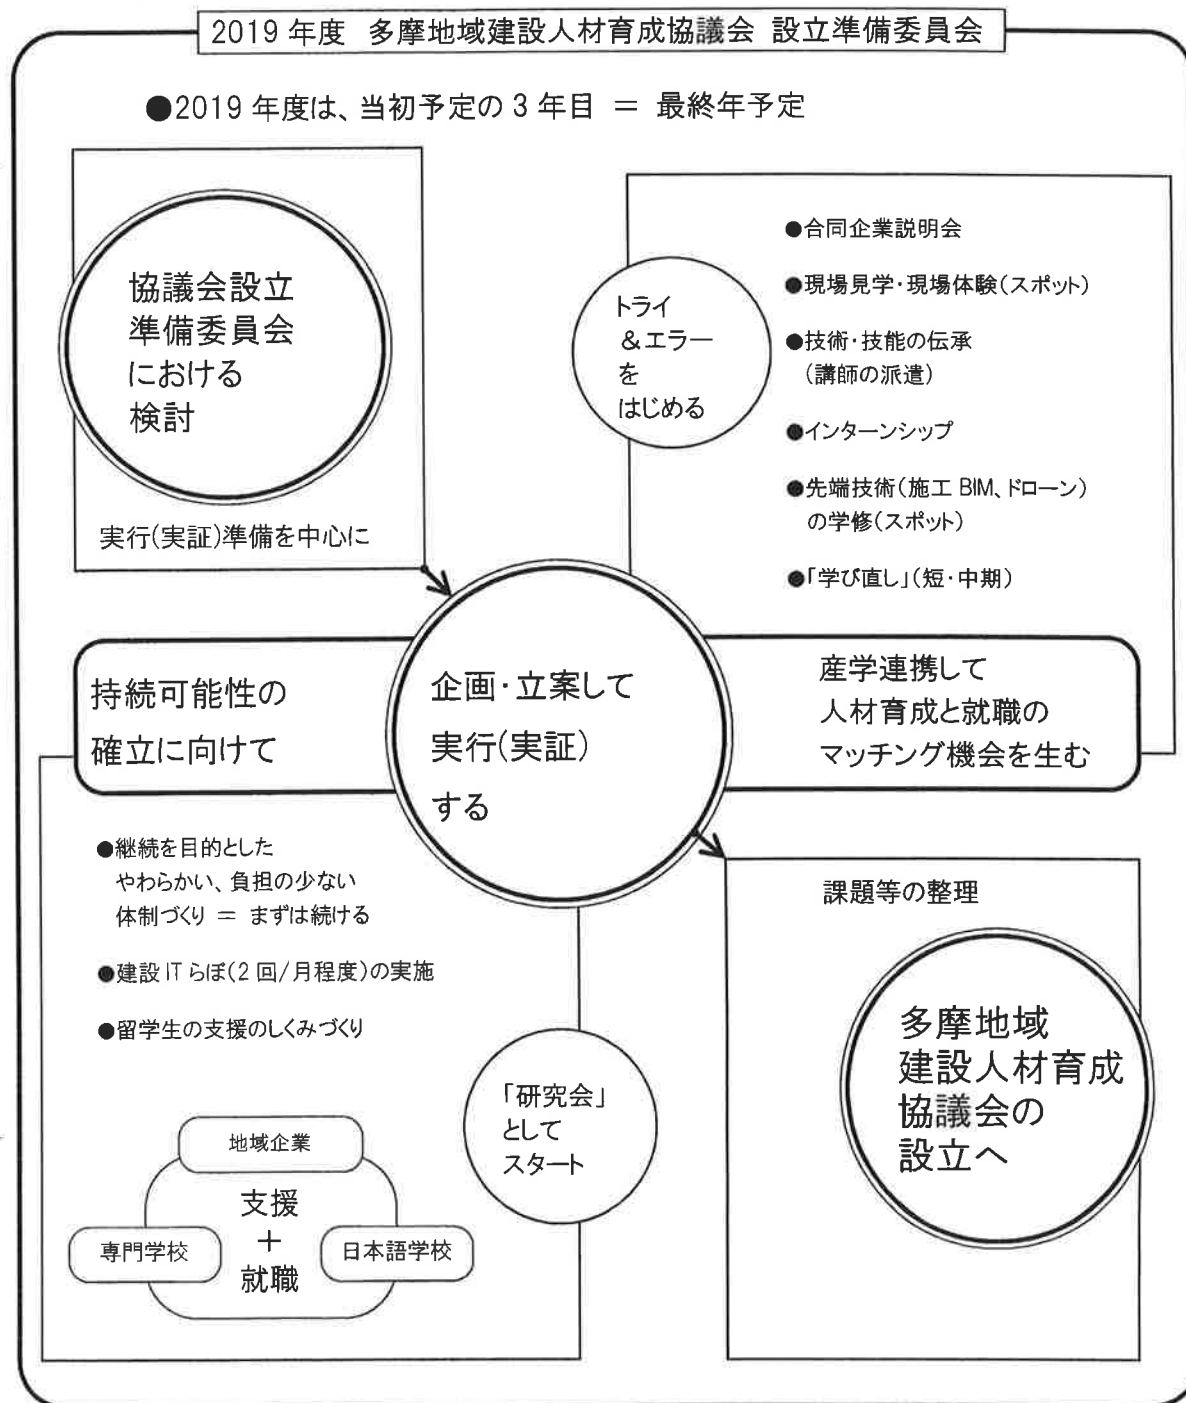 2019 年度 多摩地域建設人材育成協議会 設立準備委員会
●2019 年度は、当初予定の 3 年目 ＝ 最終年予定
協議会設立
準備委員会
における
検討
実行(実証)準備を中心に
トライ
＆エラー
を
はじめる
●合同企業説明会
●現場見学・現場体験(スポット)
●技術・技能の伝承
(講師の派遣)
●インターンシップ
●先端技術(施工 BIM、ドローン)
の学修(スポット)
●「学び直し」(短・中期)
持続可能性の
確立に向けて
企画・立案して
実行(実証)
する
産学連携して
人材育成と就職の
マッチング機会を生む
●継続を目的とした
やわらかい、負担の少ない
体制づくり ＝ まずは続ける
●建設 IT らぼ(2 回/月程度)の実施
●留学生の支援のしくみづくり
「研究会」
として
スタート
地域企業
支援
＋
就職
専門学校
日本語学校
課題等の整理
多摩地域
建設人材育成
協議会の
設立へ